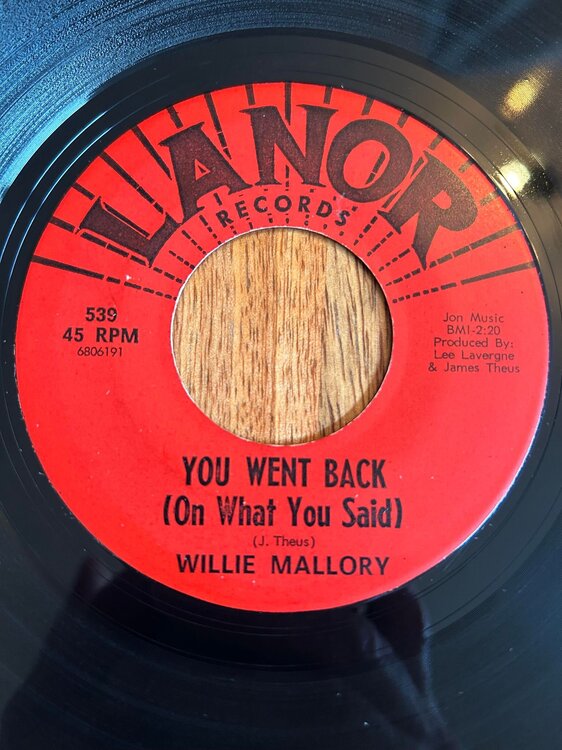 LANOR
RECORDS
539
45 RPM
6806191
Jon Music
BMI-2:20
Produced By:
Lee Lavergne
& James Theus
YOU WENT BACK
(On What You Said)
(J. Theus)
WILLIE MALLORY